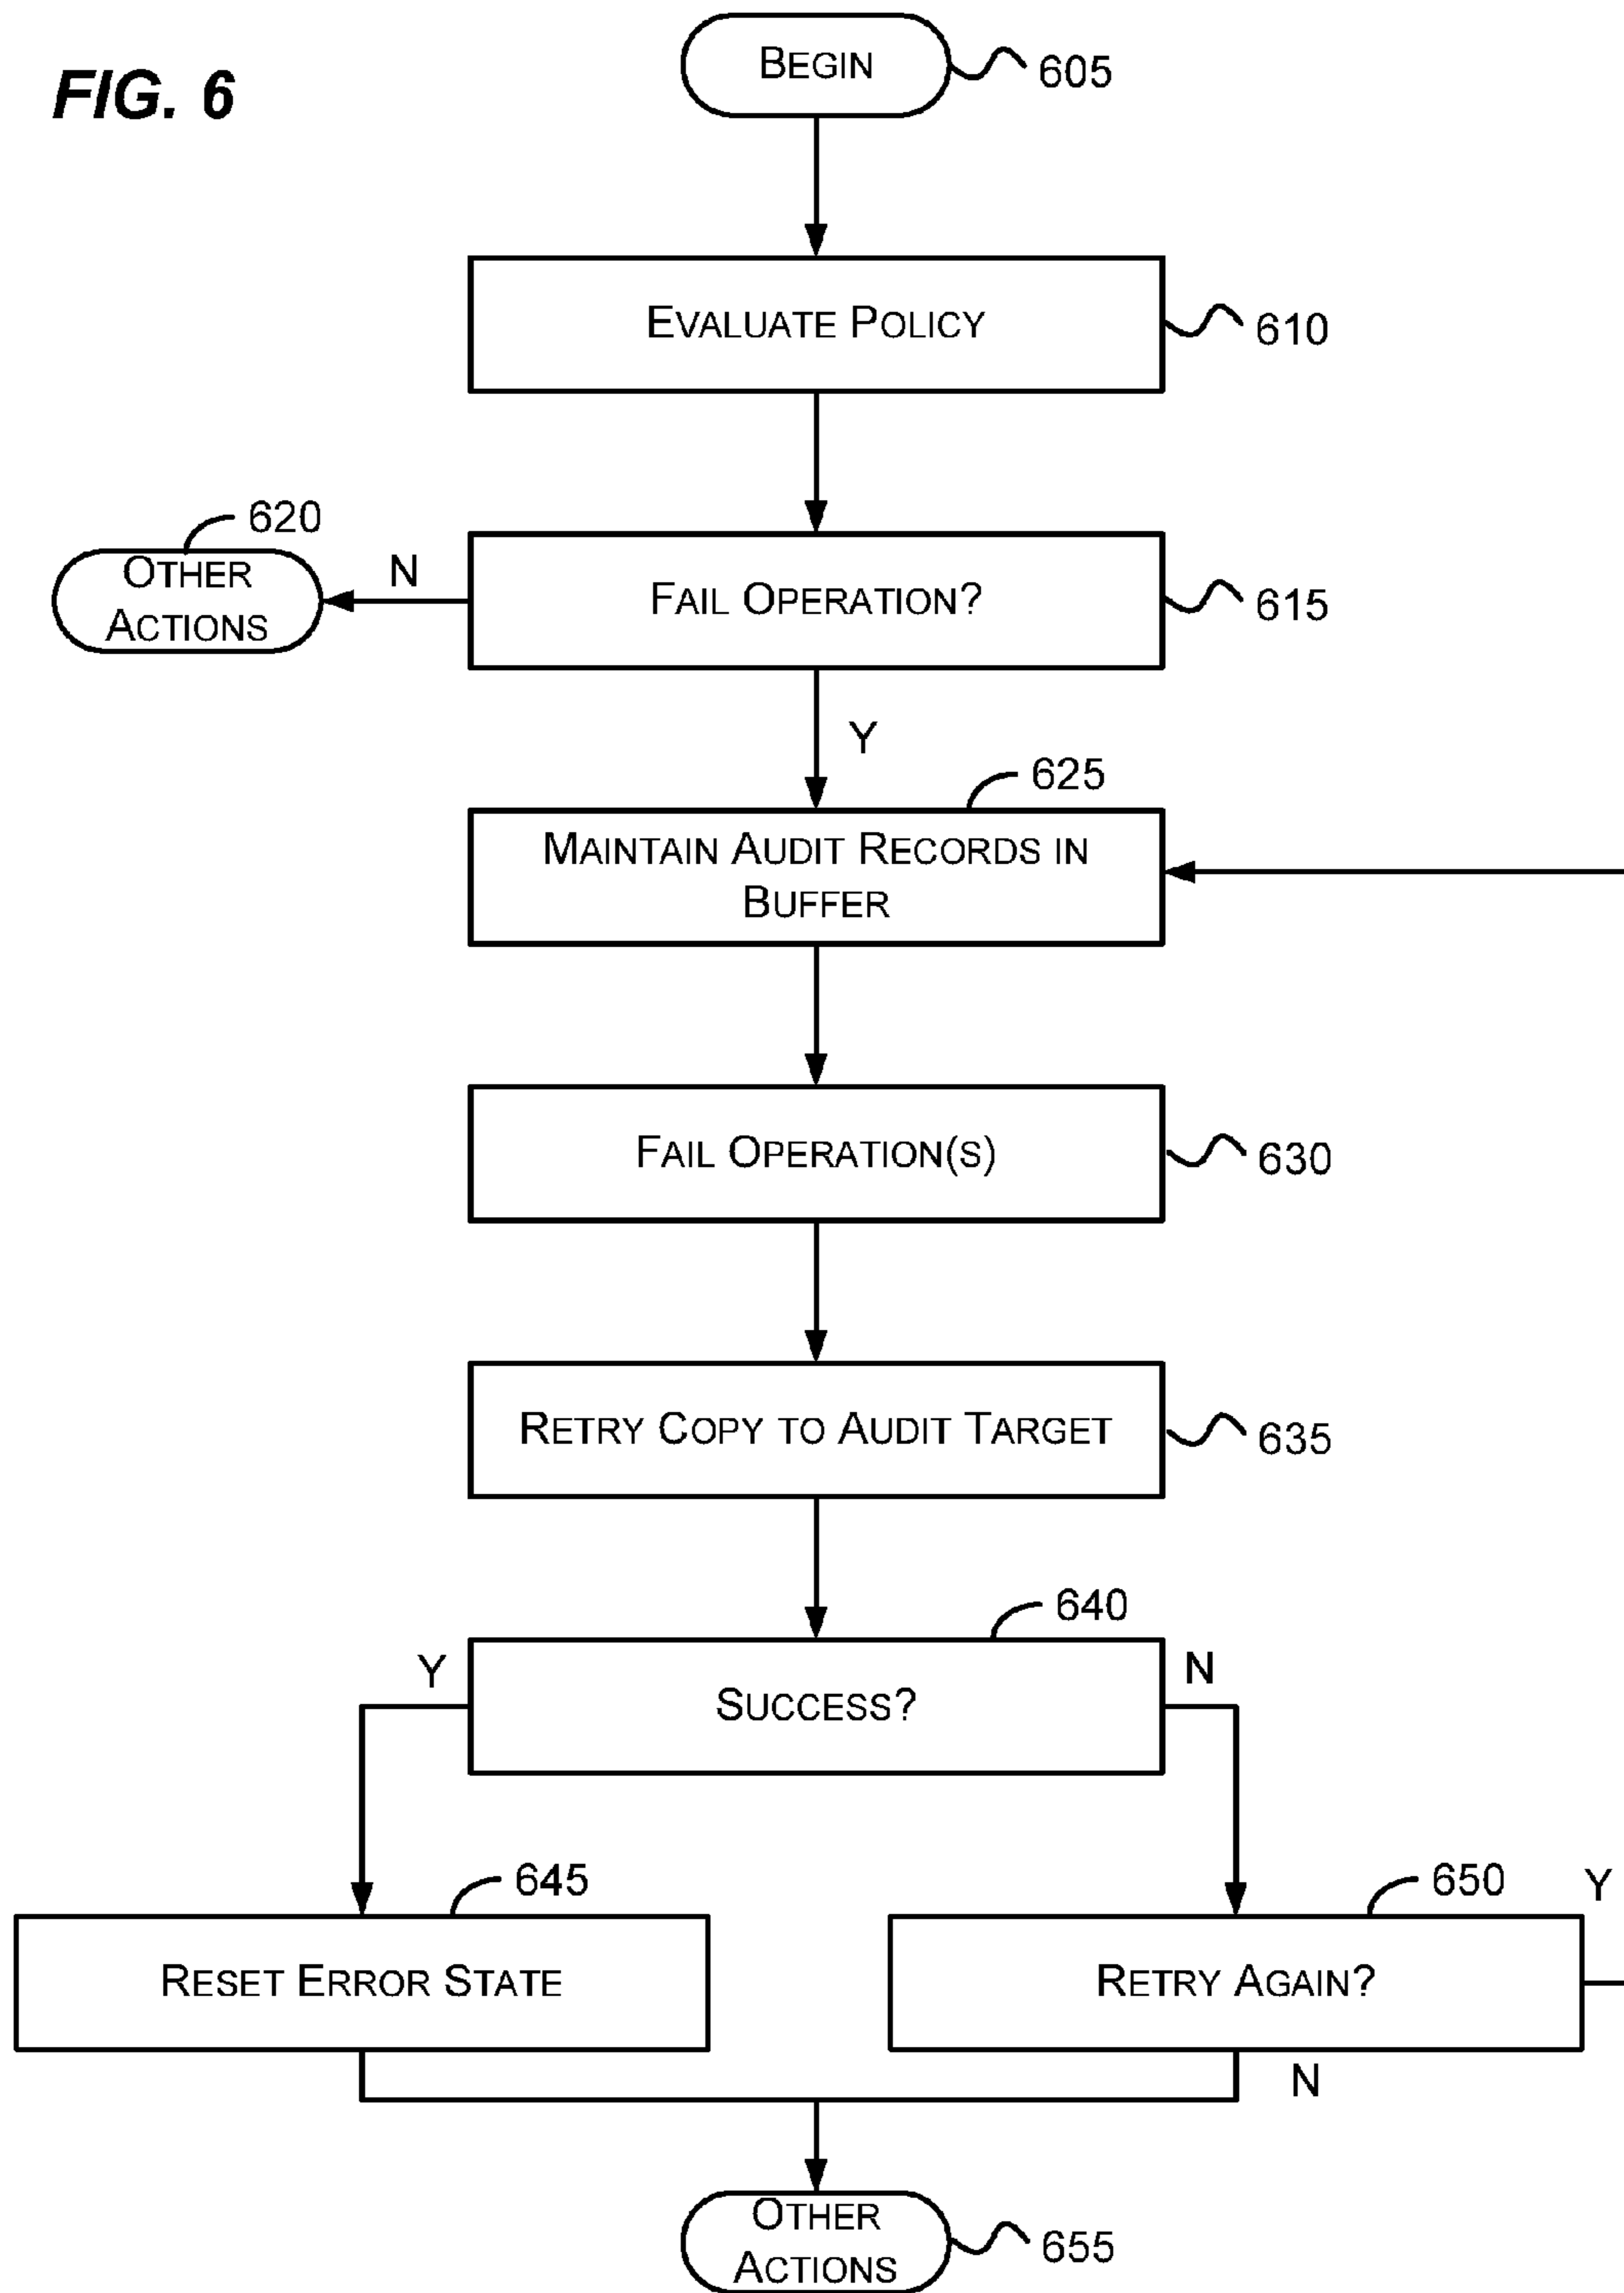 FIG. 6
BEGIN
605
EVALUATE POLICY
610
620
OTHER
ACTIONS
N
FAIL OPERATION?
615
Y
625
MAINTAIN AUDIT RECORDS IN
BUFFER
FAIL OPERATION(S)
630
RETRY COPY TO AUDIT TARGET
635
640
Y
SUCCESS?
N
645
RESET ERROR STATE
650
Y
RETRY AGAIN?
N
OTHER
ACTIONS
655